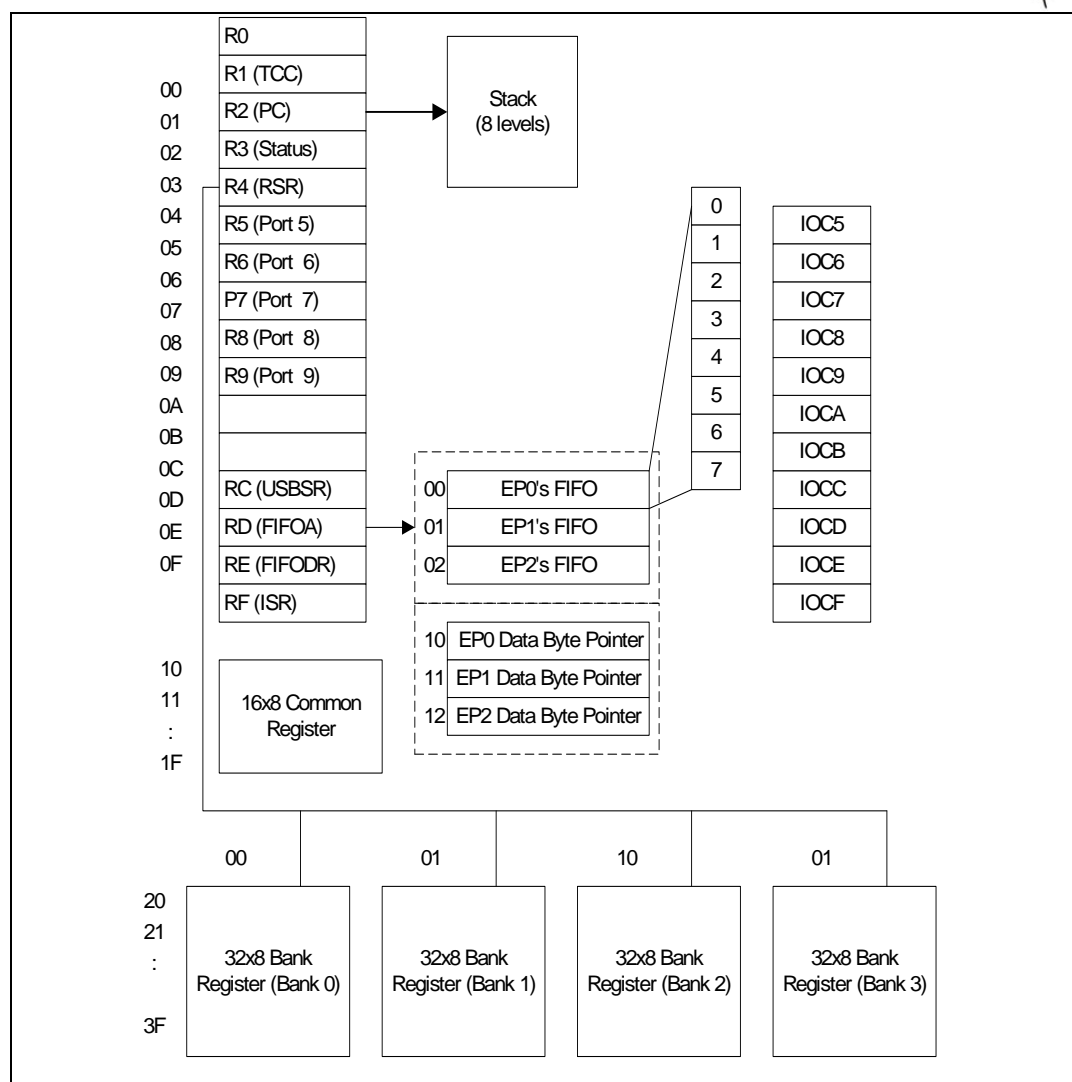 R0
R1 (TCC)
R2 (PC)
R3 (Status)
R4 (RSR)
R5 (Port 5)
R6 (Port 6)
P7 (Port 7)
R8 (Port 8)
R9 (Port 9)
RC (USBSR)
RD (FIFOA)
RE (FIFODR)
RF (ISR)
00
01
02
03
04
05
06
07
08
09
0A
0B
0C
0D
0E
0F
Stack
(8 levels)
0
1
2
3
4
5
6
7
IOC5
IOC6
IOC7
IOC8
IOC9
IOCA
IOCB
IOCC
IOCD
IOCE
IOCF
00 EP0's FIFO
01 EP1's FIFO
02 EP2's FIFO
10 EP0 Data Byte Pointer
11 EP1 Data Byte Pointer
12 EP2 Data Byte Pointer
10
11
:
1F
16x8 Common
Register
00
01
10
01
20
21
:
3F
32x8 Bank
Register (Bank 0)
32x8 Bank
Register (Bank 1)
32x8 Bank
Register (Bank 2)
32x8 Bank
Register (Bank 3)